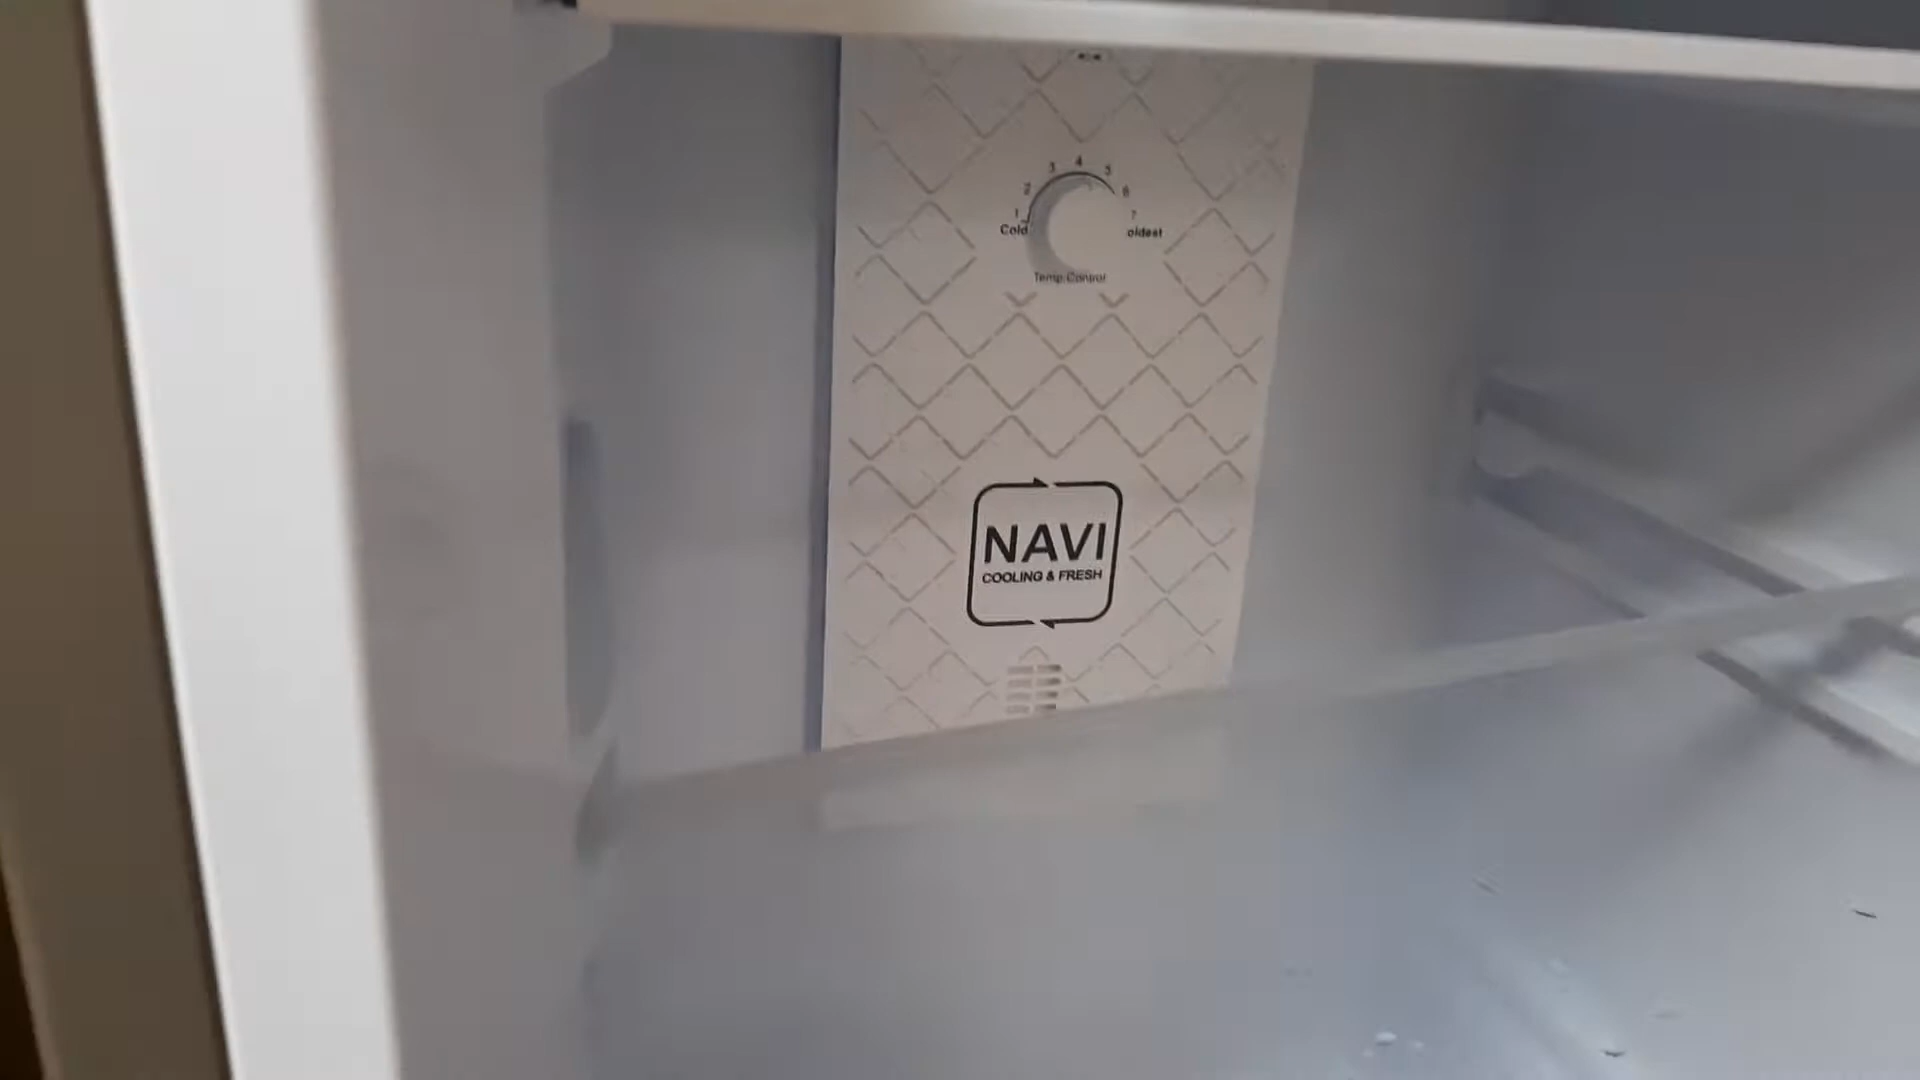 1 2 3 4 5 6 7
Cold oldest
Temp.Control
NAVI
COOLING & FRESH